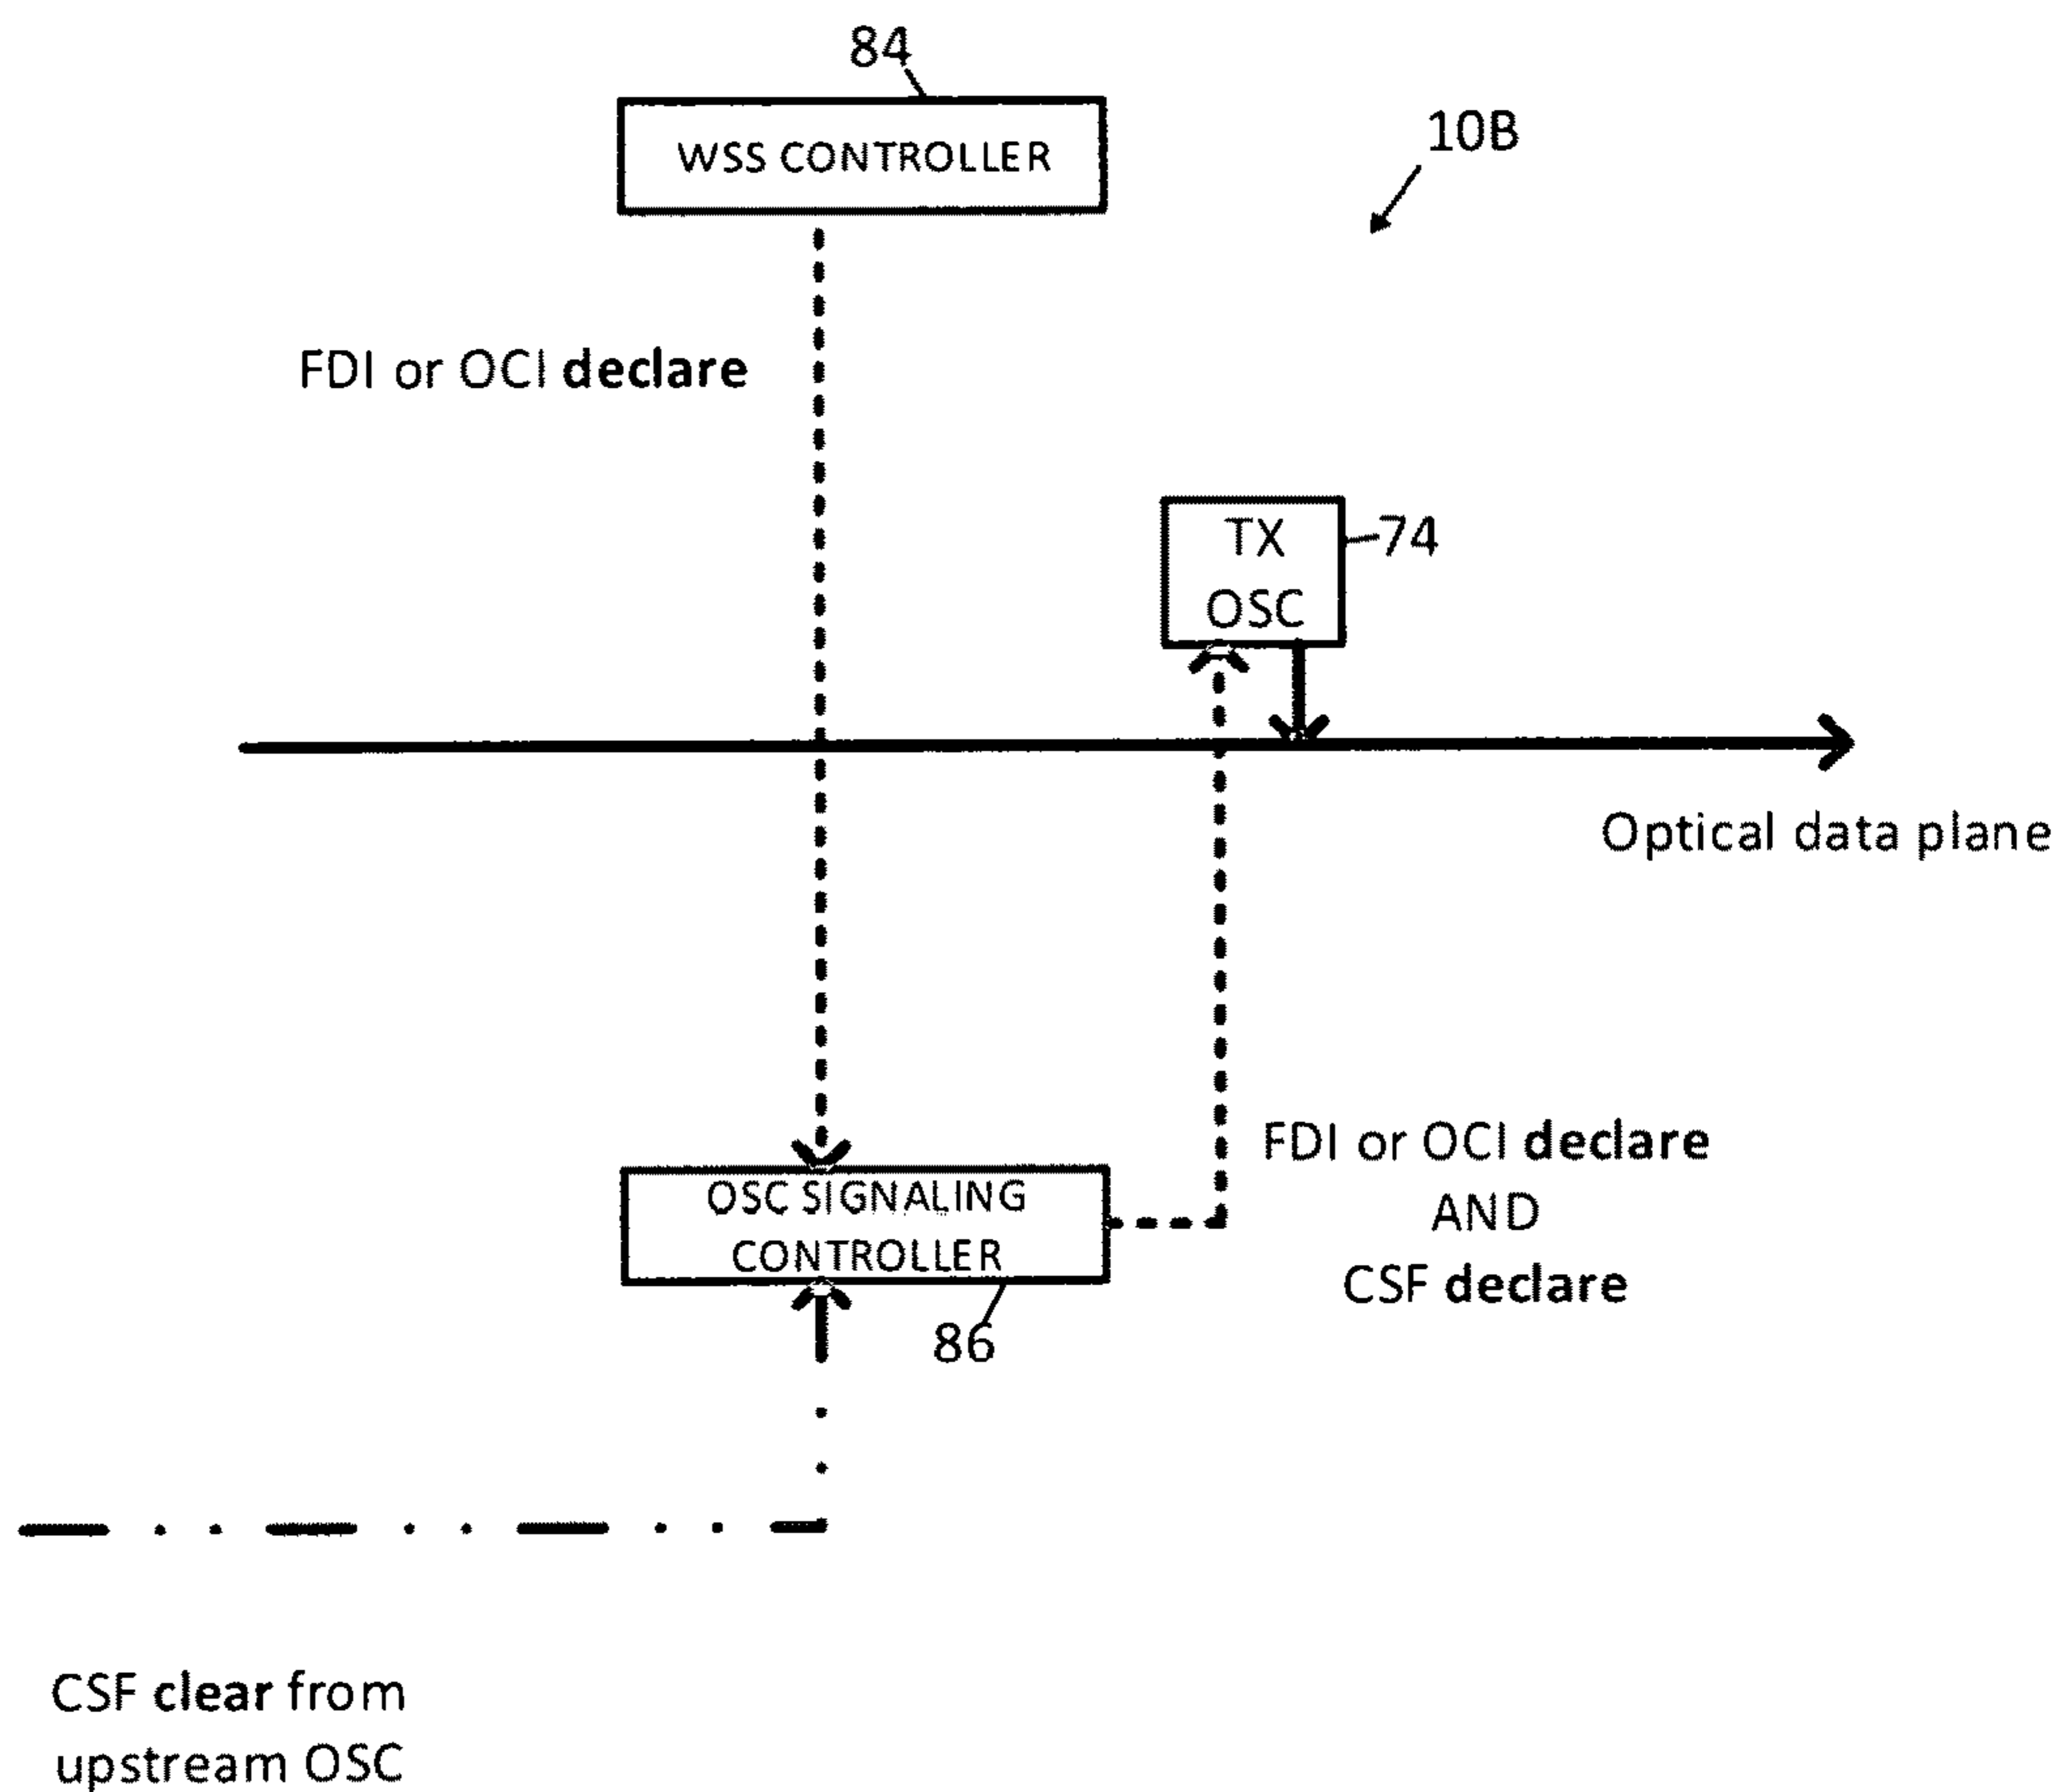 84
WSS CONTROLLER
10B
FDI or OCI declare
TX
OSC
74
Optical data plane
FDI or OCI declare
AND
CSF declare
OSC SIGNALING
CONTROLLER
86
CSF clear from
upstream OSC